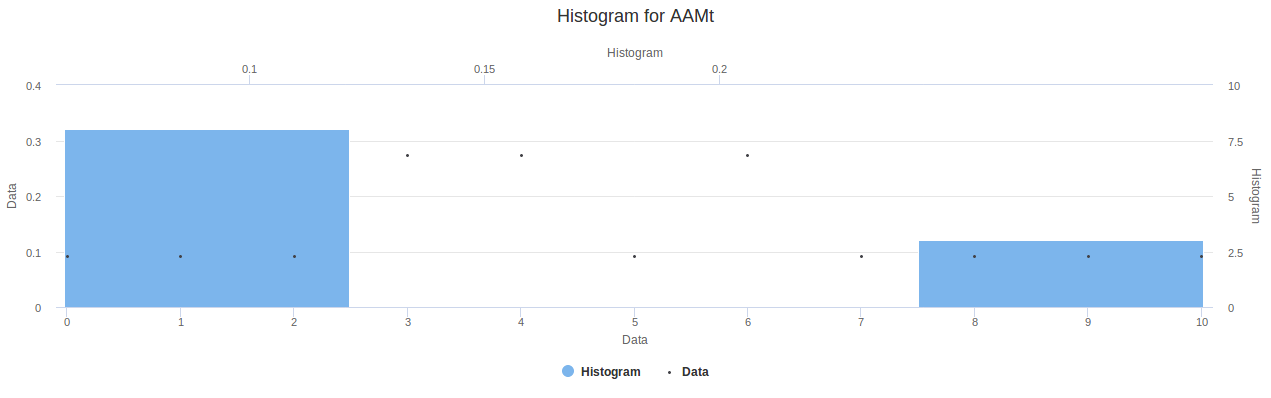 Histogram for AAMt
Histogram
0.1 0.15 0.2
0.4 10
0.3 7.5
Data
0.2 5
Histogram
0.1 2.5
0 0
0 1 2 3 4 5 6 7 8 9 10
Data
Histogram Data